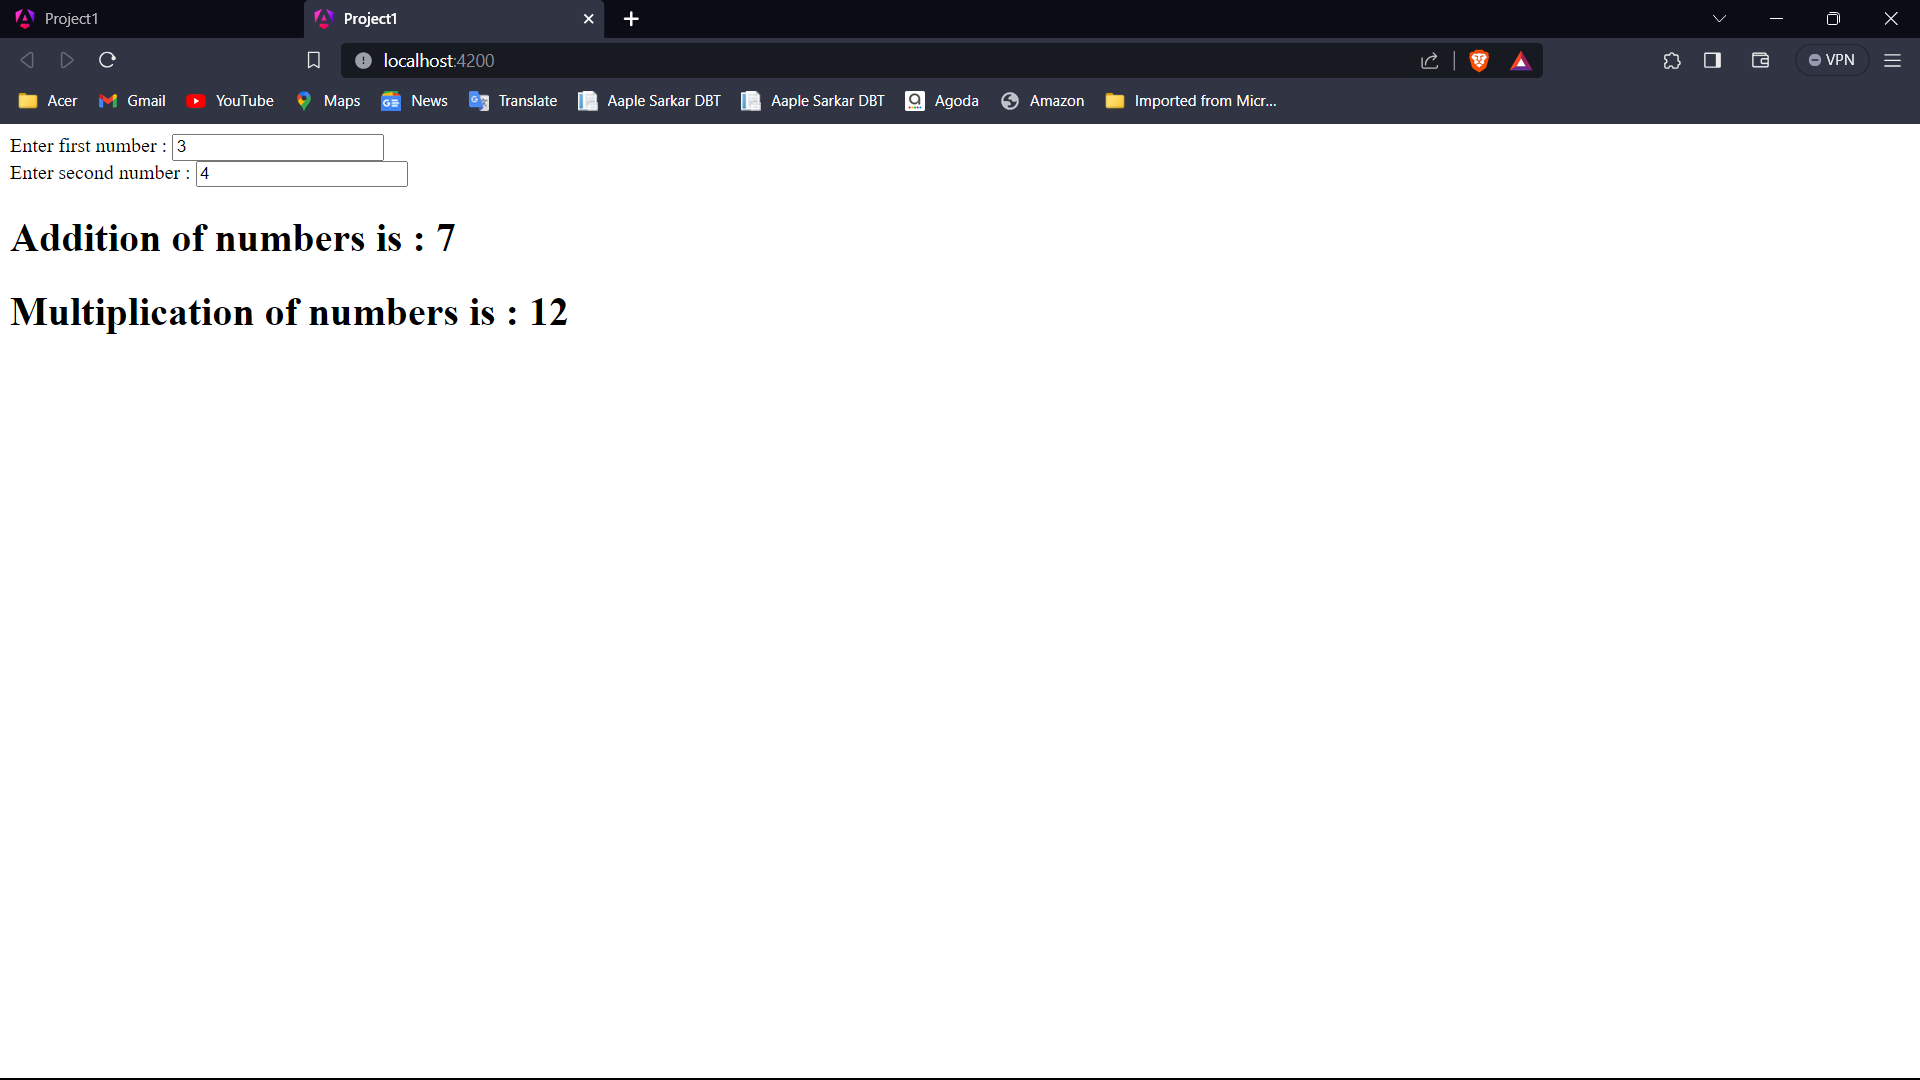 Project1
Project1
localhost:4200
VPN
Acer Gmail YouTube Maps News Translate Aaple Sarkar DBT Aaple Sarkar DBT Agoda Amazon Imported from Micr...
Enter first number : 3
Enter second number : 4
Addition of numbers is : 7
Multiplication of numbers is : 12